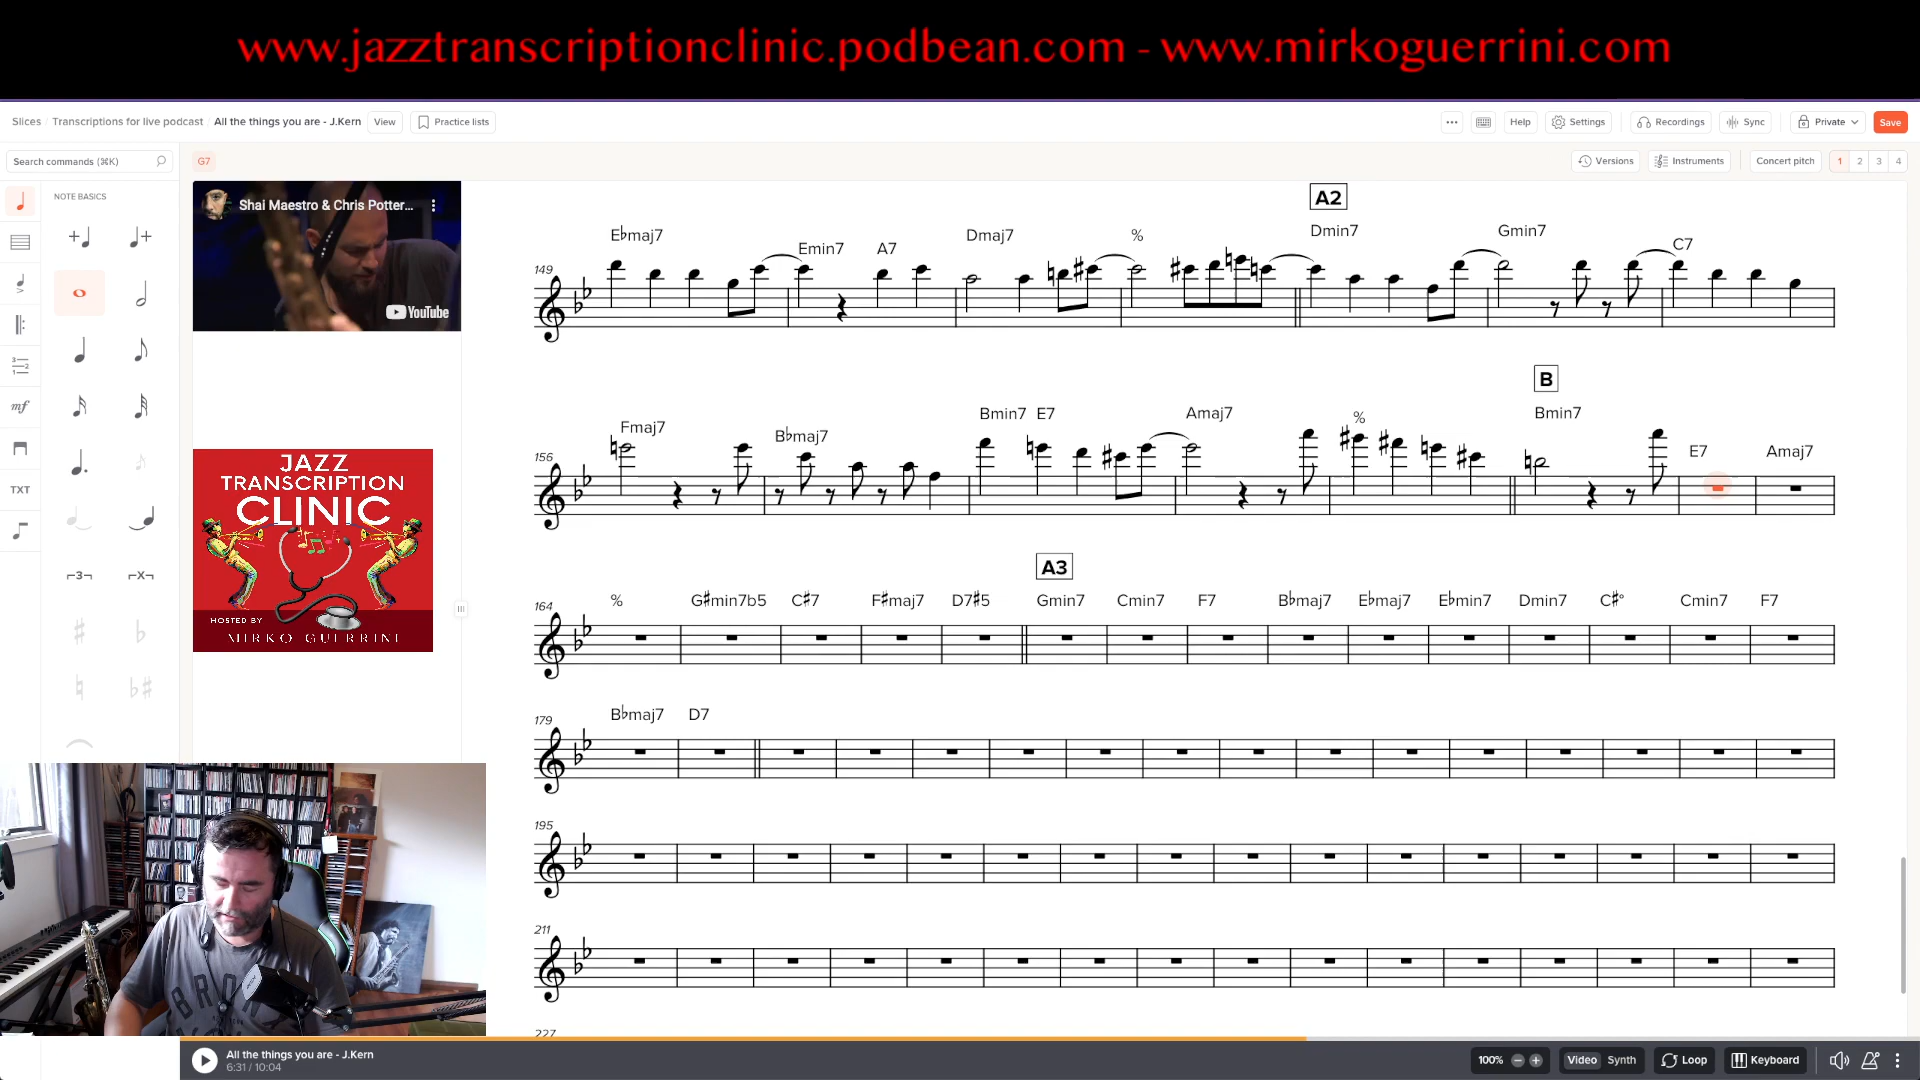 www.jazztranscriptionclinic.podbean.com - www.mirkoguerrini.com
Slices / Transcriptions for live podcast / All the things you are - J.Kern View Practice lists
Help Settings Recordings Sync Private Save
Search commands (⌘K)
G7
Versions Instruments Concert pitch 1 2 3 4
NOTE BASICS
Shai Maestro & Chris Potter...
YouTube
A2
E♭maj7 Emin7 A7 Dmaj7 % Dmin7 Gmin7 C7
149
B
Fmaj7 B♭maj7 Bmin7 E7 Amaj7 % Bmin7 E7 Amaj7
156
mf
TXT
3
X
JAZZ
TRANSCRIPTION
CLINIC
HOSTED BY
MIRKO GUERRINI
A3
% G♯min7b5 C♯7 F♯maj7 D7♯5 Gmin7 Cmin7 F7 B♭maj7 E♭maj7 E♭min7 Dmin7 C♯° Cmin7 F7
164
B♭maj7 D7
179
195
211
227
All the things you are - J.Kern
6:31 / 10:04
100% Video Synth Loop Keyboard